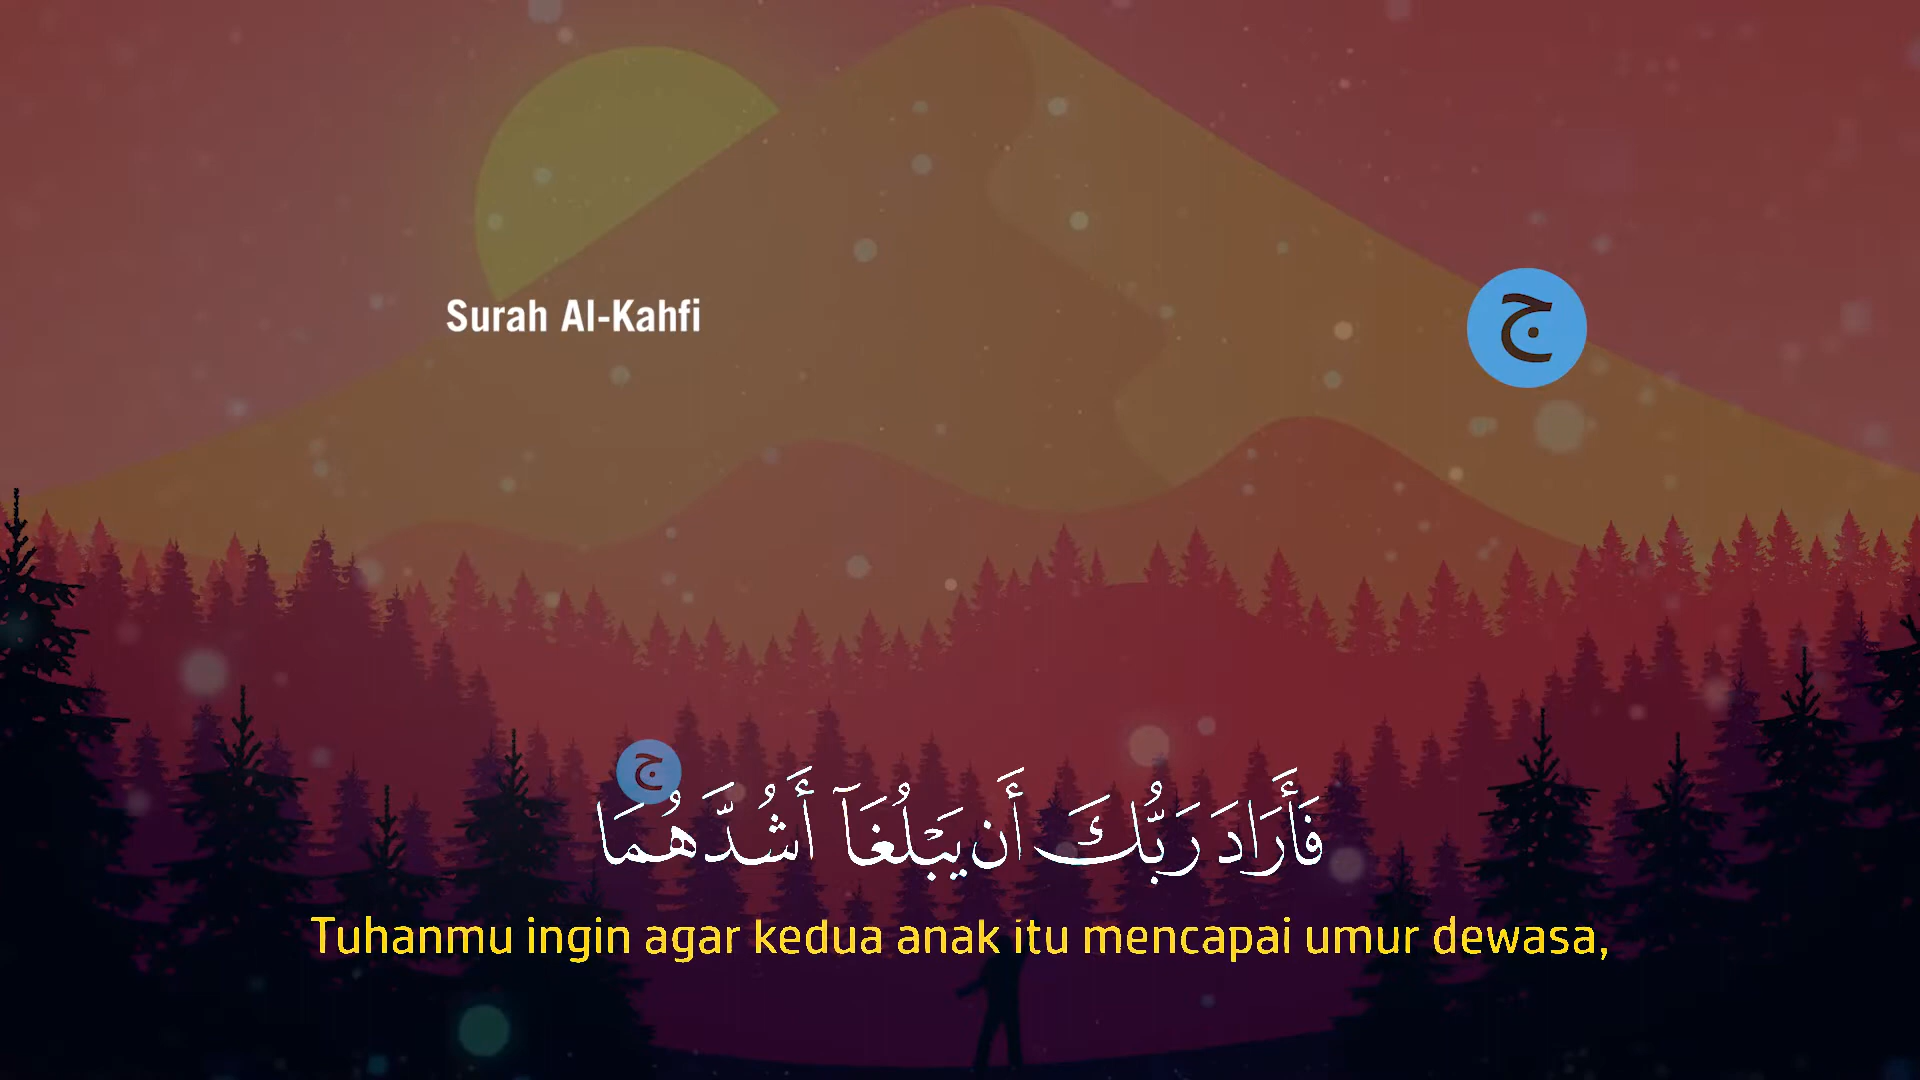 Surah Al-Kahfi
ج
ج
فَأَرَادَ رَبُّكَ أَن يَبْلُغَآ أَشُدَّهُمَا
Tuhanmu ingin agar kedua anak itu mencapai umur dewasa,